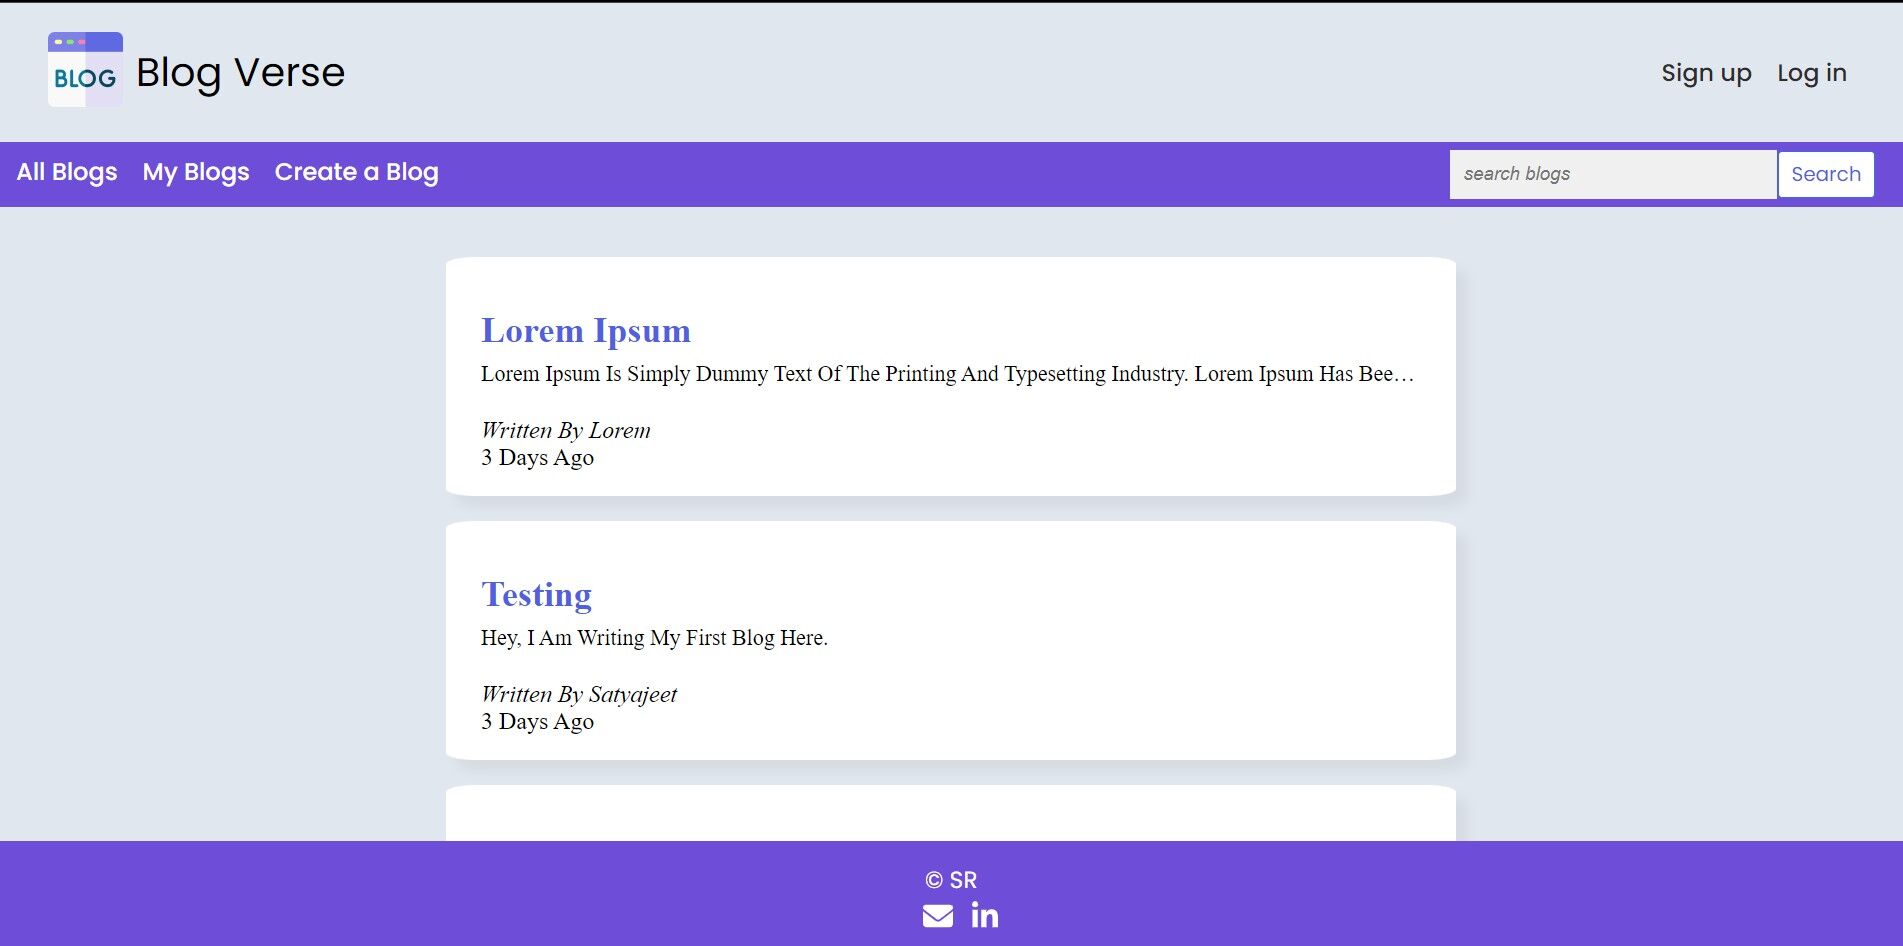 BLOG
Blog Verse
Sign up
Log in
All Blogs
My Blogs
Create a Blog
search blogs
Search
Lorem Ipsum
Lorem Ipsum Is Simply Dummy Text Of The Printing And Typesetting Industry. Lorem Ipsum Has Bee…
Written By Lorem
3 Days Ago
Testing
Hey, I Am Writing My First Blog Here.
Written By Satyajeet
3 Days Ago
© SR
in